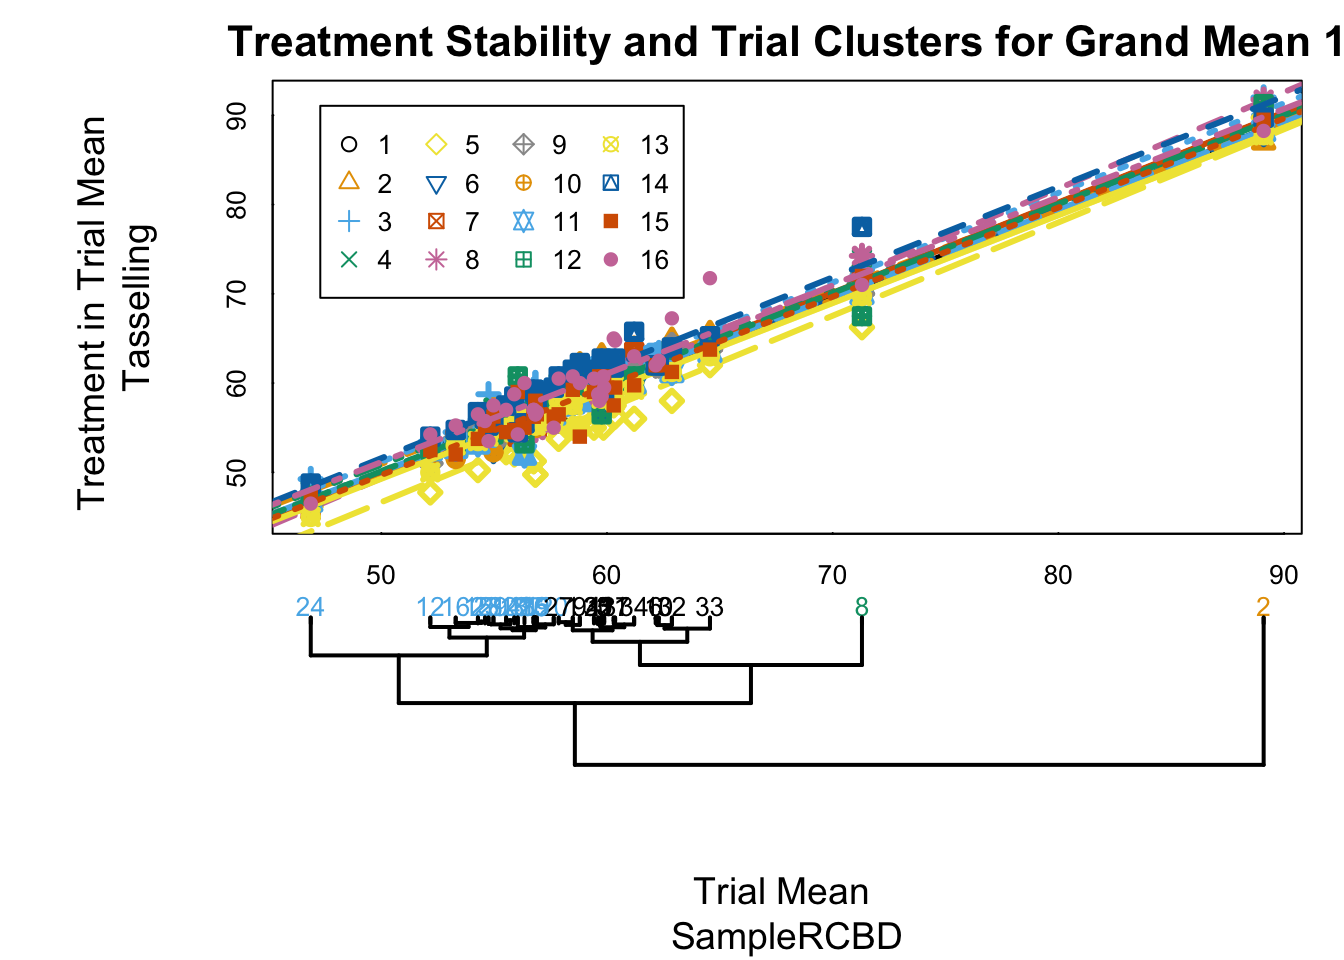 Treatment Stability and Trial Clusters for Grand Mean 1
Treatment in Trial Mean
Tasselling
90
80
70
60
50
1 5 9 13
2 6 10 14
3 7 11 15
4 8 12 16
50 60 70 80 90
24 12 33 8 2
Trial Mean
SampleRCBD